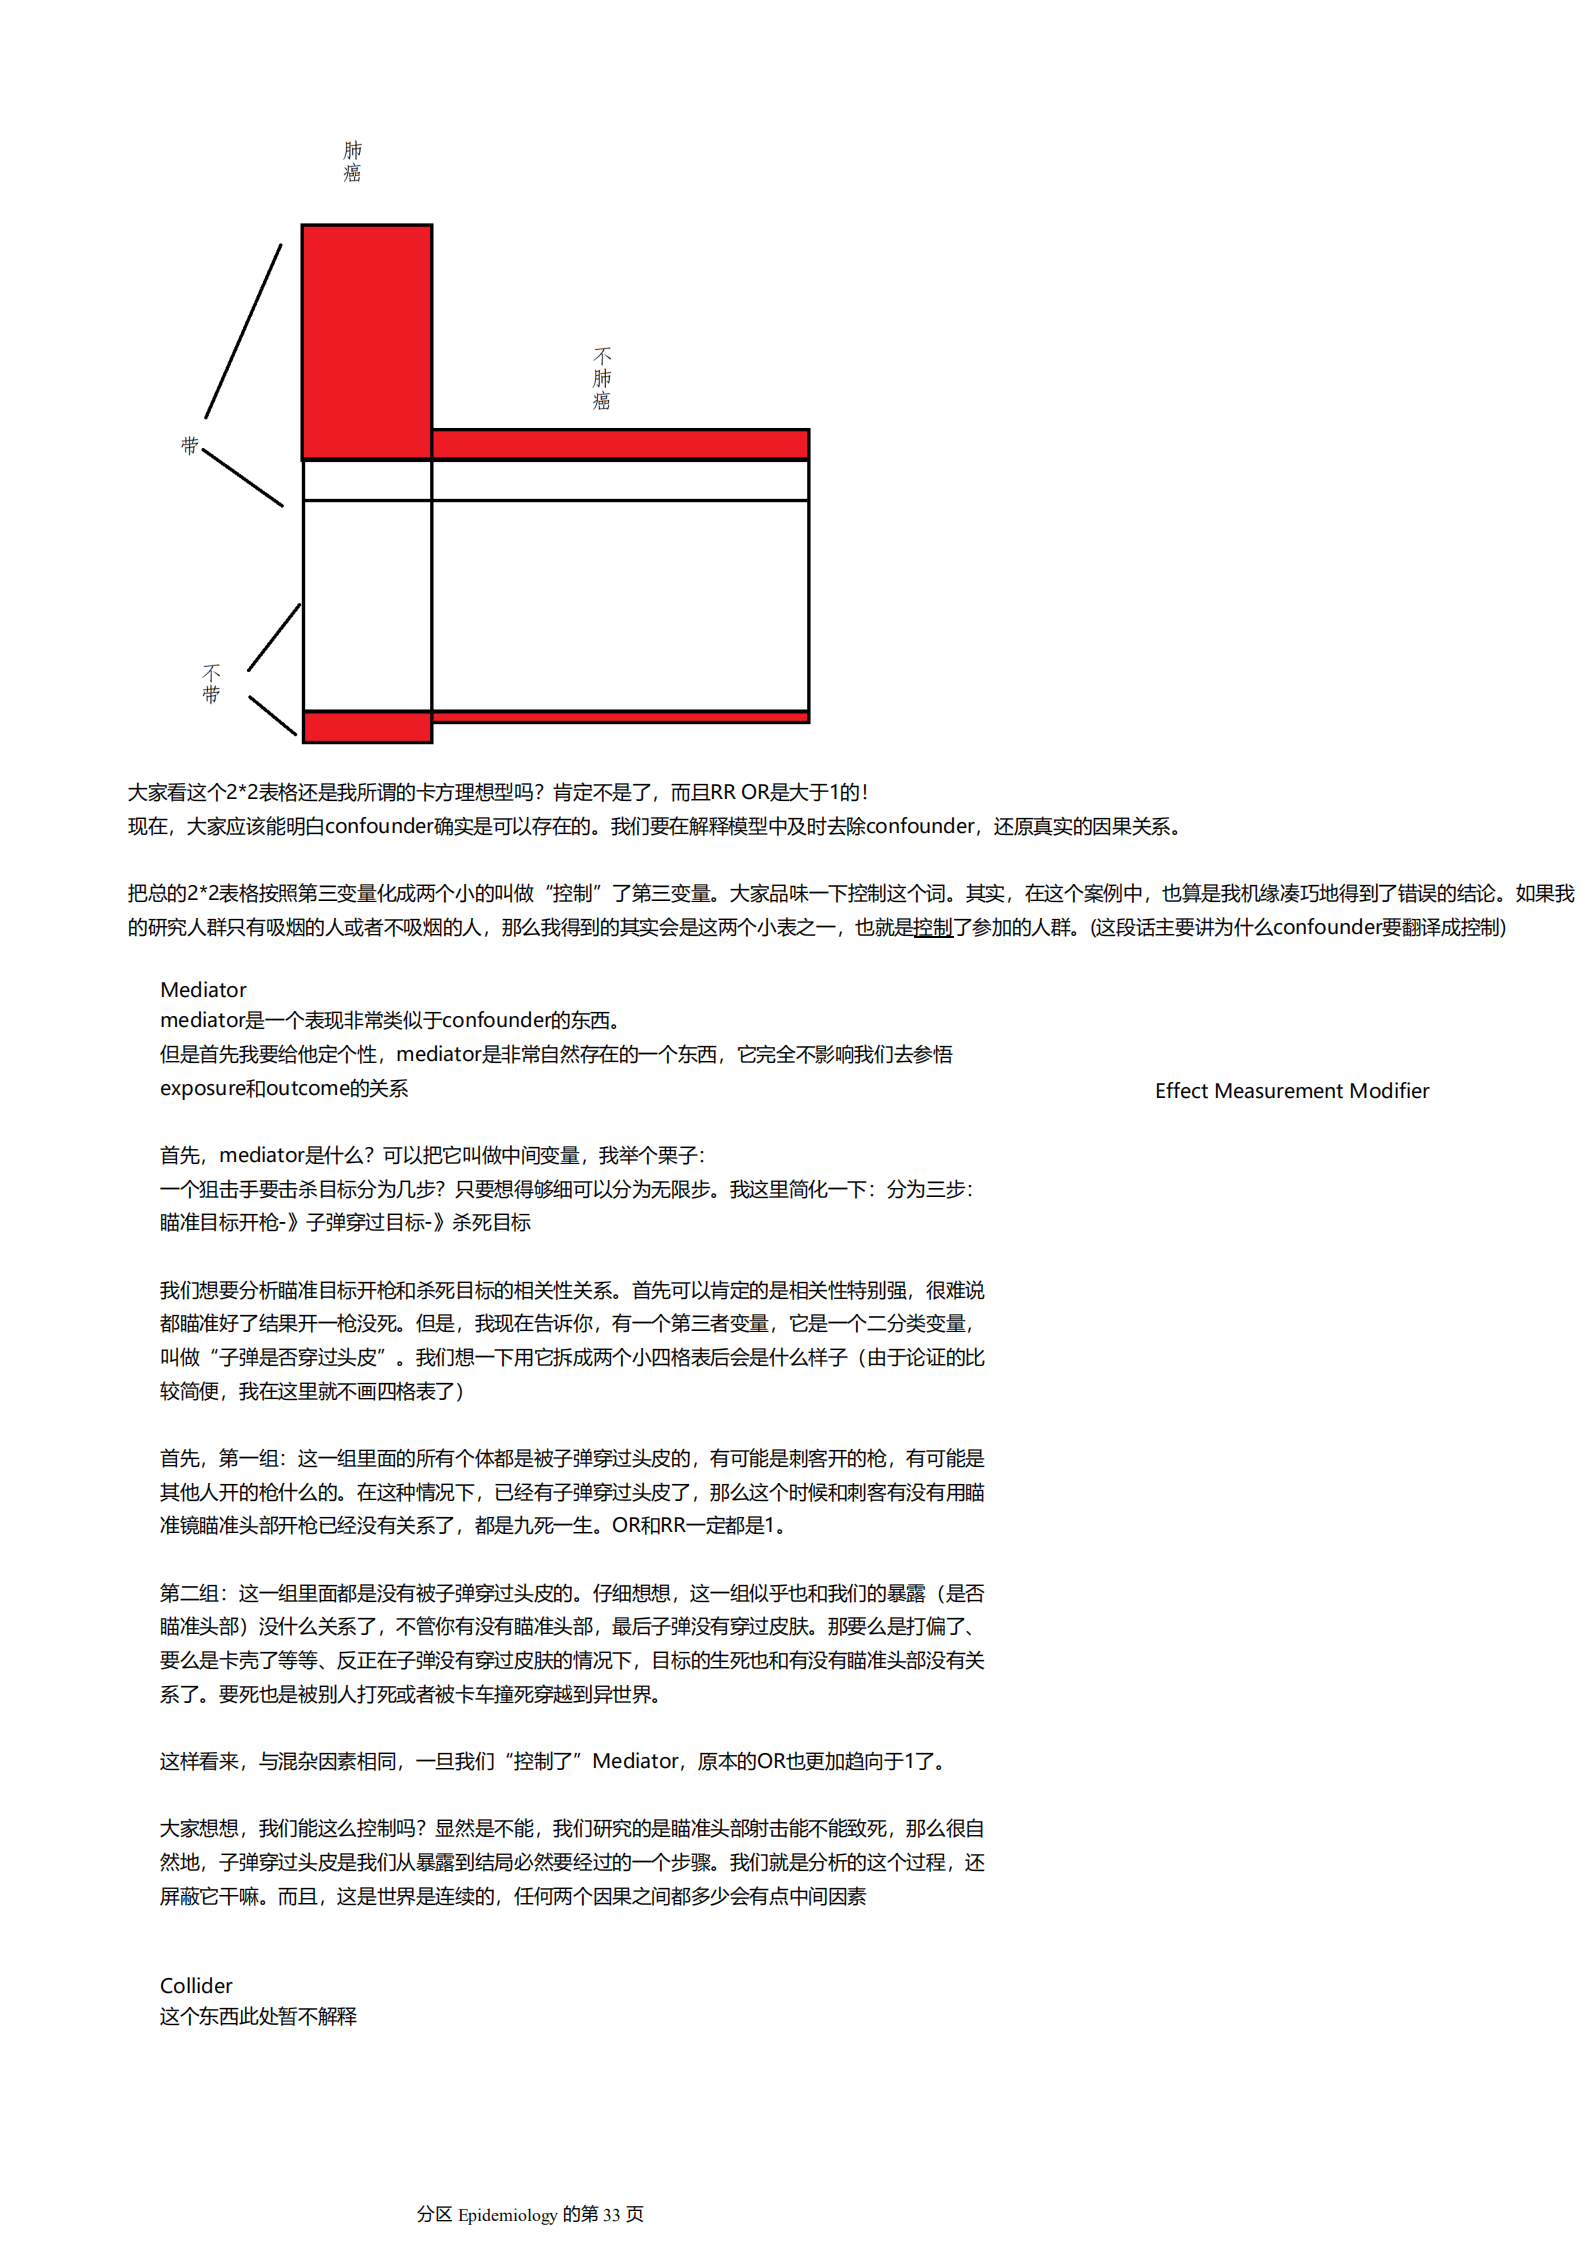 肺癌
不肺癌
带
不带
大家看这个2*2表格还是我所谓的卡方理想型吗？肯定不是了，而且RR OR是大于1的！
现在，大家应该能明白confounder确实是可以存在的。我们要在解释模型中及时去除confounder，还原真实的因果关系。
把总的2*2表格按照第三变量化成两个小的叫做“控制”了第三变量。大家品味一下控制这个词。其实，在这个案例中，也算是我机缘凑巧地得到了错误的结论。如果我
的研究人群只有吸烟的人或者不吸烟的人，那么我得到的其实会是这两个小表之一，也就是控制了参加的人群。(这段话主要讲为什么confounder要翻译成控制)
Mediator
mediator是一个表现非常类似于confounder的东西。
但是首先我要给他定个性，mediator是非常自然存在的一个东西，它完全不影响我们去参悟
exposure和outcome的关系
Effect Measurement Modifier
首先，mediator是什么？可以把它叫做中间变量，我举个栗子：
一个狙击手要击杀目标分为几步？只要想得够细可以分为无限步。我这里简化一下：分为三步：
瞄准目标开枪-》子弹穿过目标-》杀死目标
我们想要分析瞄准目标开枪和杀死目标的相关性关系。首先可以肯定的是相关性特别强，很难说
都瞄准好了结果开一枪没死。但是，我现在告诉你，有一个第三者变量，它是一个二分类变量，
叫做“子弹是否穿过头皮”。我们想一下用它拆成两个小四格表后会是什么样子（由于论证的比
较简便，我在这里就不画四格表了）
首先，第一组：这一组里面的所有个体都是被子弹穿过头皮的，有可能是刺客开的枪，有可能是
其他人开的枪什么的。在这种情况下，已经有子弹穿过头皮了，那么这个时候和刺客有没有用瞄
准镜瞄准头部开枪已经没有关系了，都是九死一生。OR和RR一定都是1。
第二组：这一组里面都是没有被子弹穿过头皮的。仔细想想，这一组似乎也和我们的暴露（是否
瞄准头部）没什么关系了，不管你有没有瞄准头部，最后子弹没有穿过皮肤。那要么是打偏了、
要么是卡壳了等等、反正在子弹没有穿过皮肤的情况下，目标的生死也和有没有瞄准头部没有关
系了。要死也是被别人打死或者被卡车撞死穿越到异世界。
这样看来，与混杂因素相同，一旦我们“控制了”Mediator，原本的OR也更加趋向于1了。
大家想想，我们能这么控制吗？显然是不能，我们研究的是瞄准头部射击能不能致死，那么很自
然地，子弹穿过头皮是我们从暴露到结局必然要经过的一个步骤。我们就是分析的这个过程，还
屏蔽它干嘛。而且，这是世界是连续的，任何两个因果之间都多少会有点中间因素
Collider
这个东西此处暂不解释
分区 Epidemiology 的第 33 页